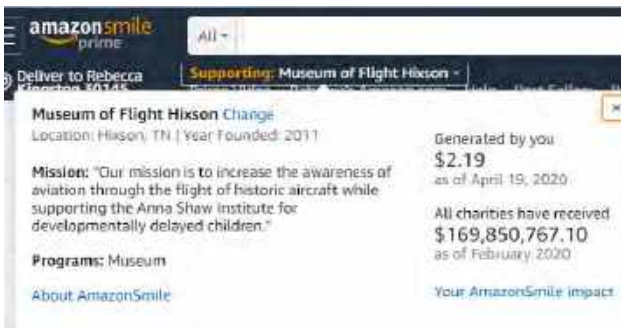 amazonsmile
prime
All
Deliver to Rebecca
Kingston 30145
Supporting: Museum of Flight Hixson
Museum of Flight Hixson Change
Location: Hixson, TN | Year Founded: 2011
Mission: "Our mission is to increase the awareness of
aviation through the flight of historic aircraft while
supporting the Anna Shaw Institute for
developmentally delayed children."
Programs: Museum
About AmazonSmile
Generated by you
$2.19
as of April 19, 2020
All charities have received
$169,850,767.10
as of February 2020
Your AmazonSmile impact